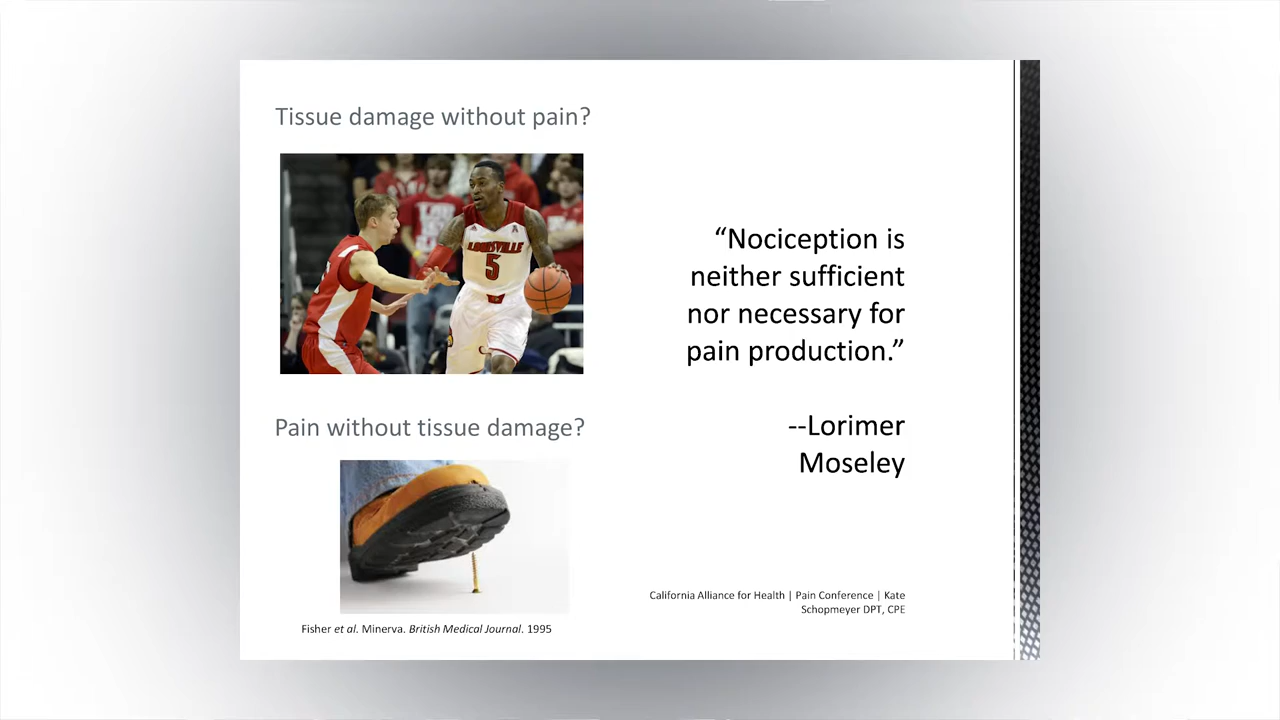 Tissue damage without pain?
LOUISVILLE
5
Pain without tissue damage?
Fisher et al. Minerva. British Medical Journal. 1995
“Nociception is
neither sufficient
nor necessary for
pain production.”
--Lorimer
Moseley
California Alliance for Health | Pain Conference | Kate
Schopmeyer DPT, CPE